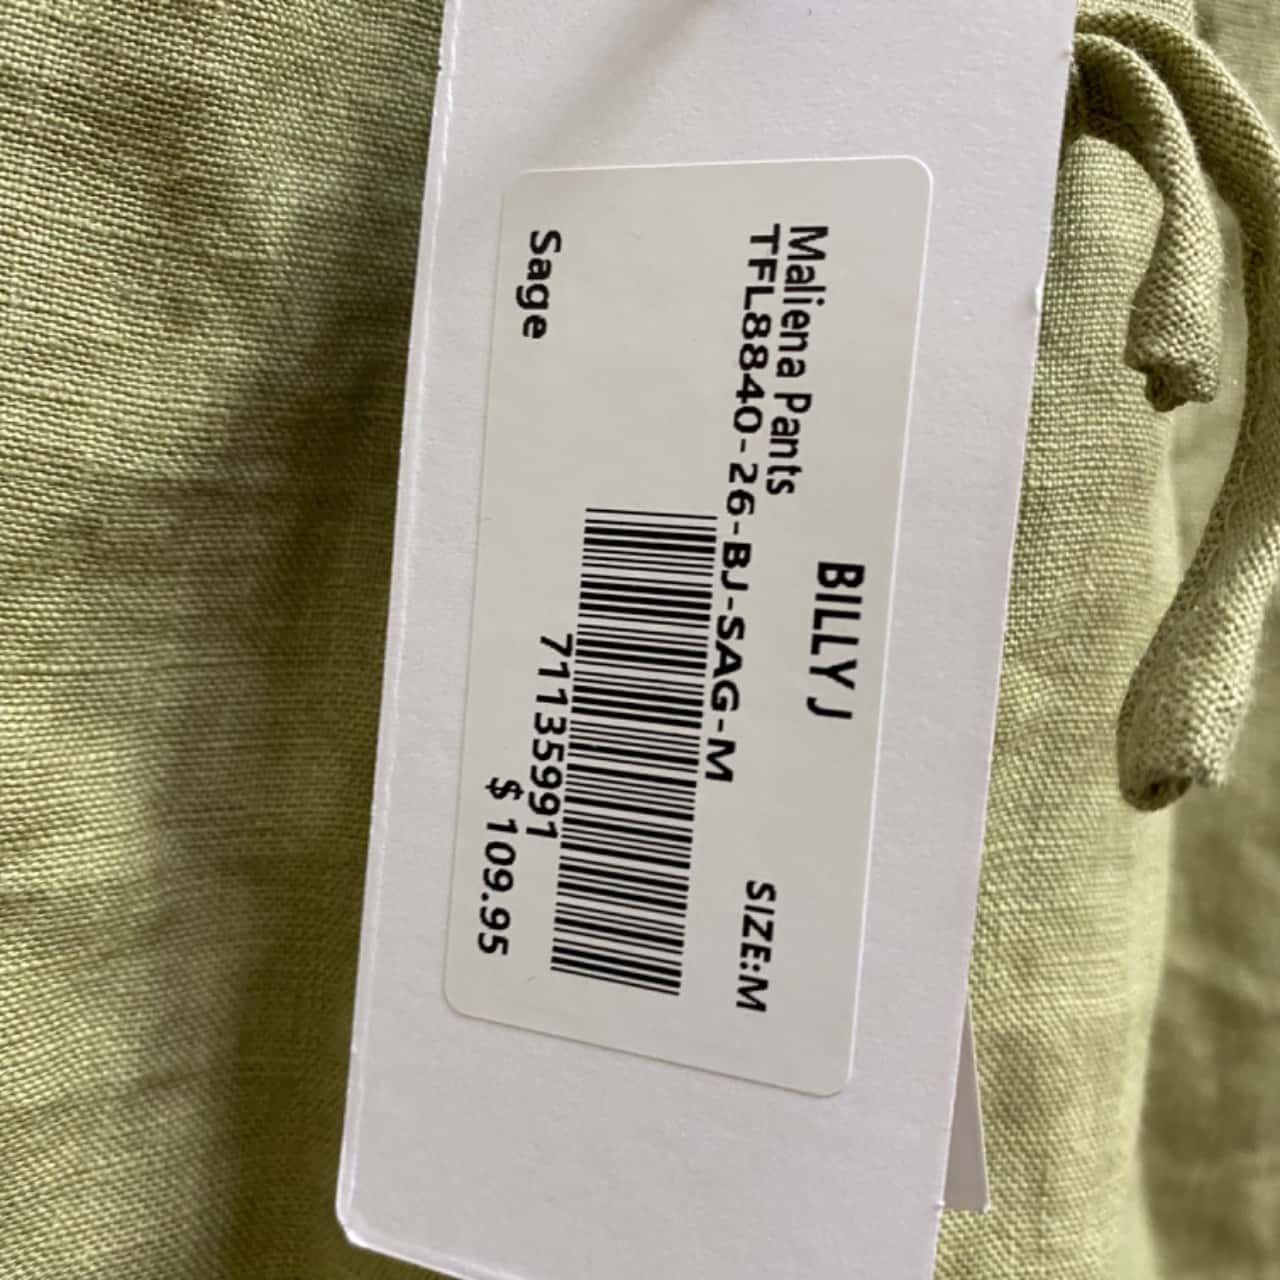 BILLY J
Maliena Pants
TFL8840-26-BJ-SAG-M
SIZE:M
71135991
Sage
$ 109.95